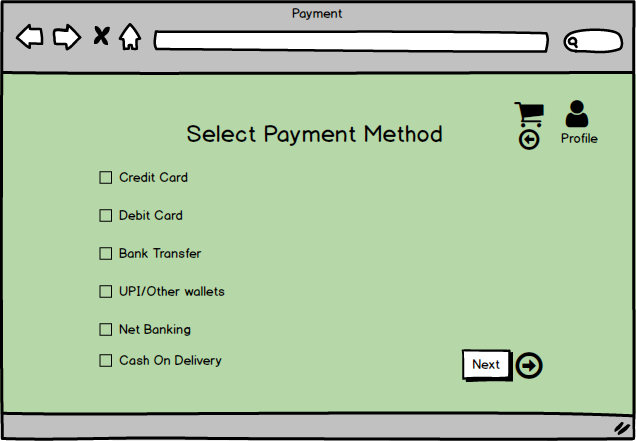 Payment
Select Payment Method
Profile
Credit Card
Debit Card
Bank Transfer
UPI/Other wallets
Net Banking
Cash On Delivery
Next